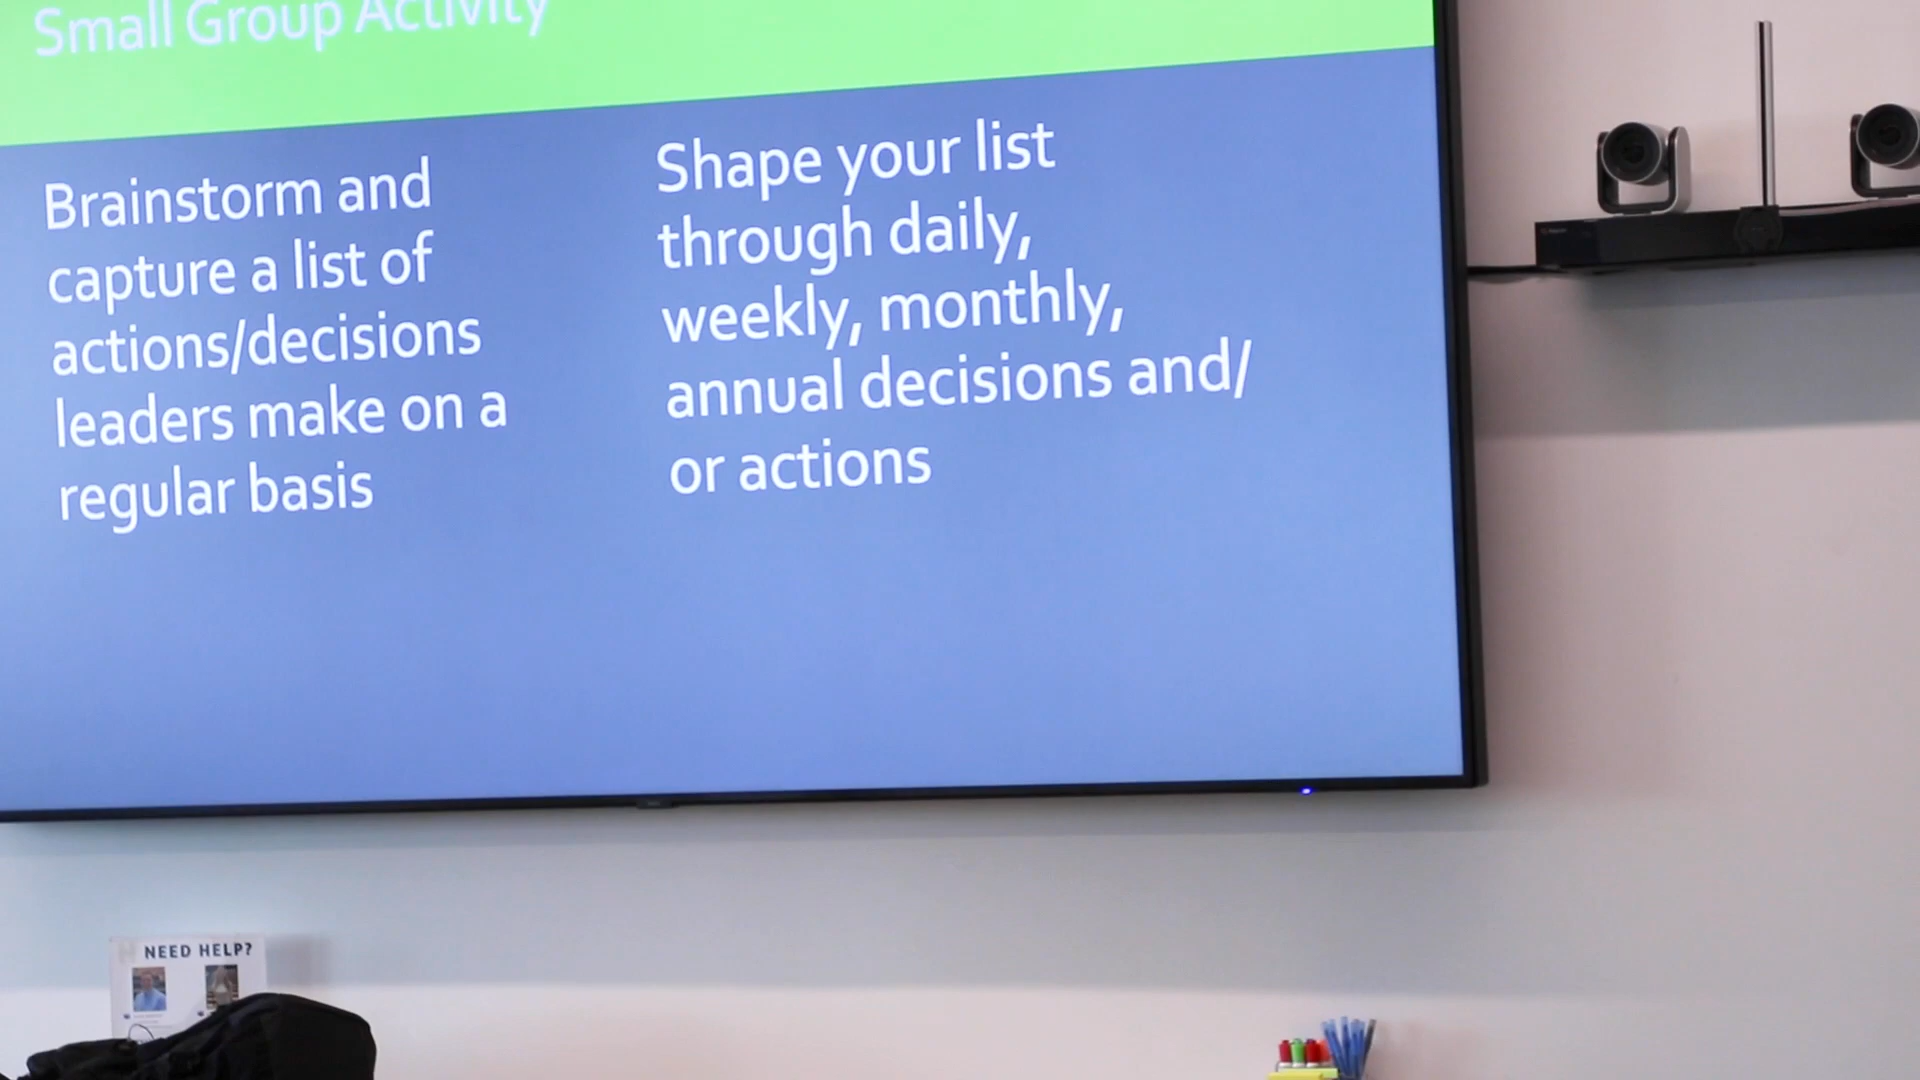 Small Group Activity
Brainstorm and
capture a list of
actions/decisions
leaders make on a
regular basis
Shape your list
through daily,
weekly, monthly,
annual decisions and/
or actions
NEED HELP?